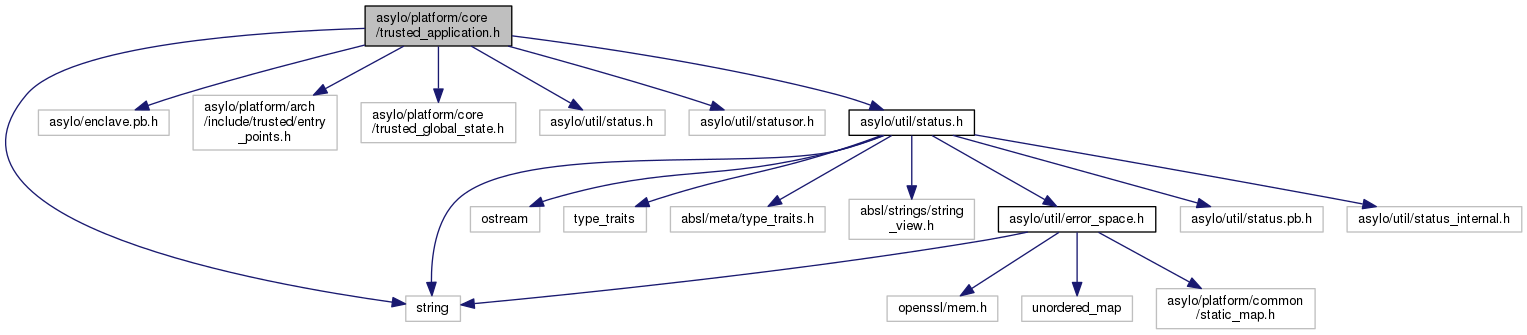 asylo/platform/core
/trusted_application.h
asylo/enclave.pb.h
asylo/platform/arch
/include/trusted/entry
_points.h
asylo/platform/core
/trusted_global_state.h
asylo/util/status.h
asylo/util/statusor.h
asylo/util/status.h
ostream
type_traits
absl/meta/type_traits.h
absl/strings/string
_view.h
asylo/util/error_space.h
asylo/util/status.pb.h
asylo/util/status_internal.h
string
openssl/mem.h
unordered_map
asylo/platform/common
/static_map.h